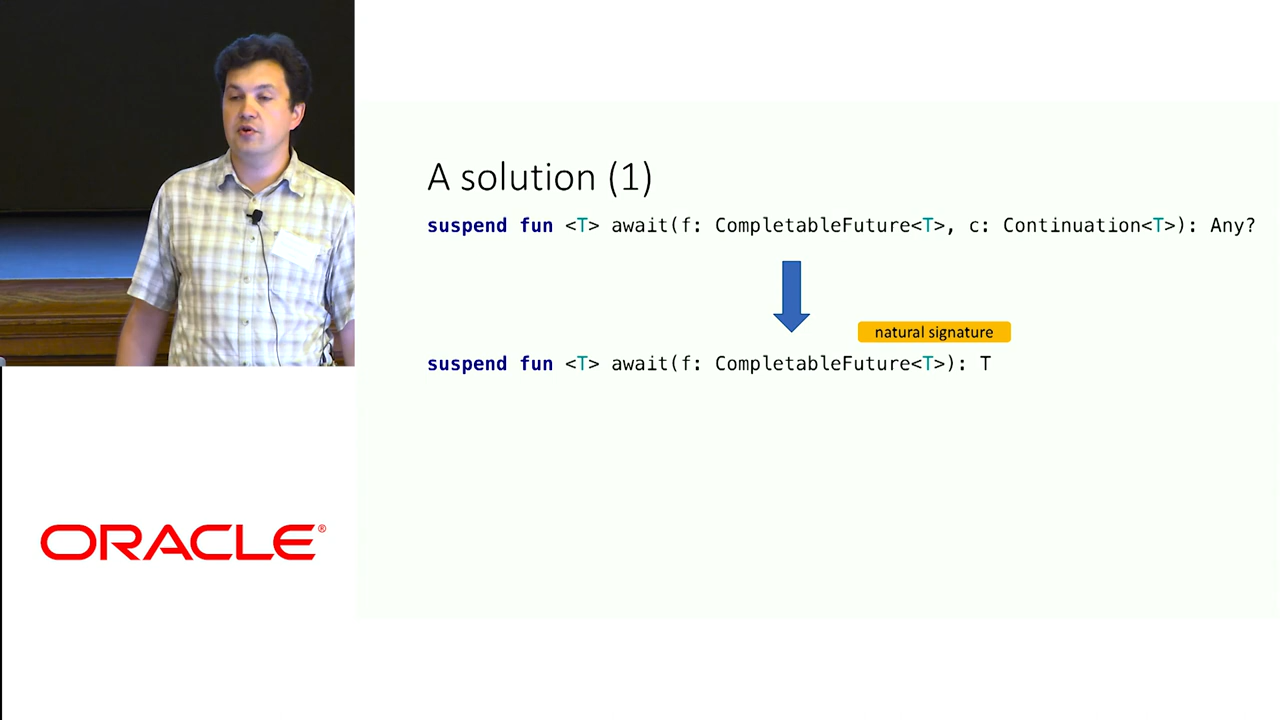 A solution (1)
suspend fun <T> await(f: CompletableFuture<T>, c: Continuation<T>): Any?
natural signature
suspend fun <T> await(f: CompletableFuture<T>): T
ORACLE®